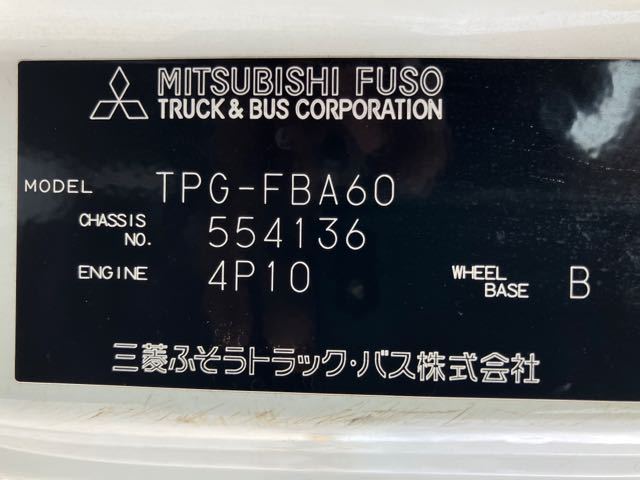 MITSUBISHI FUSO
TRUCK & BUS CORPORATION
MODEL TPG-FBA60
CHASSIS NO. 554136
ENGINE 4P10 WHEEL BASE B
三菱ふそうトラック・バス株式会社